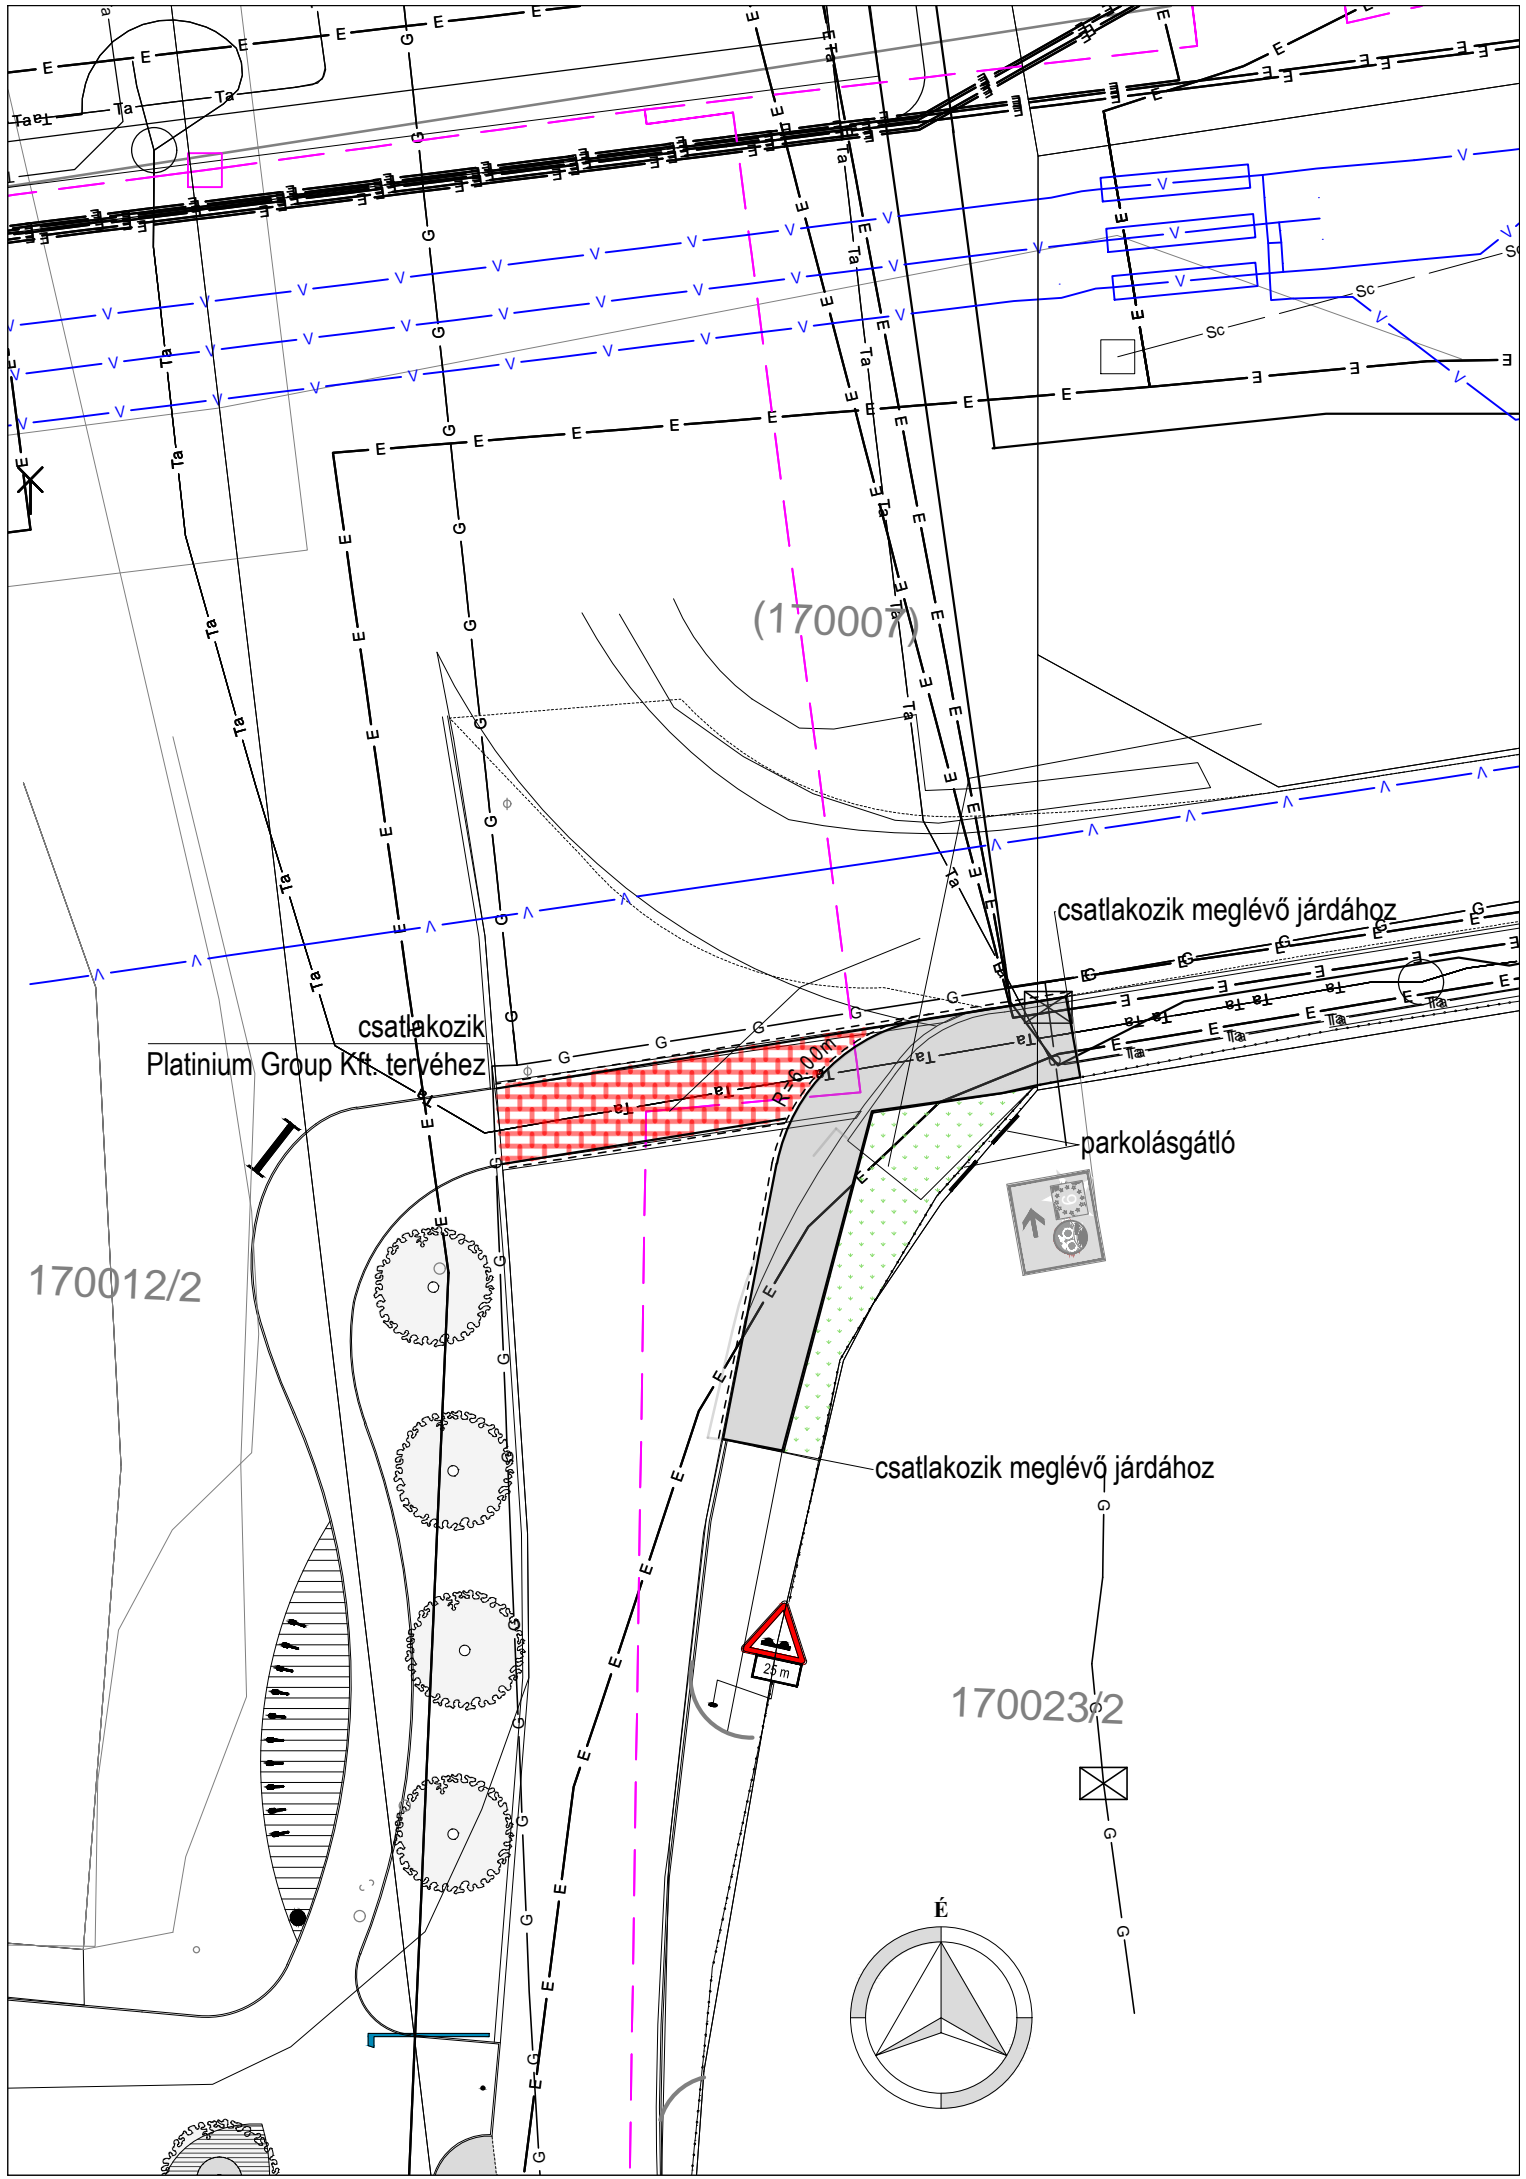 (170007)
csatlakozik meglévő járdához
csatlakozik
Platinium Group Kft. tervéhez
R=6.00m
parkolásgátló
170012/2
csatlakozik meglévő járdához
25 m
170023/2
É